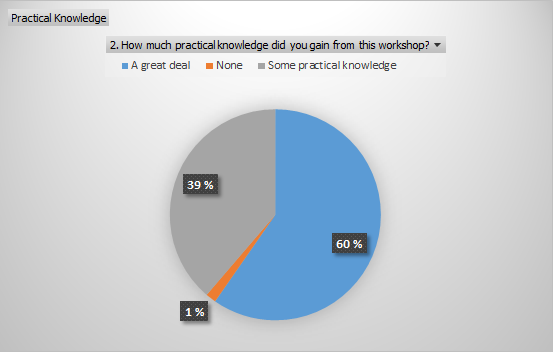 Practical Knowledge
2. How much practical knowledge did you gain from this workshop?
A great deal None Some practical knowledge
39 %
60 %
1 %